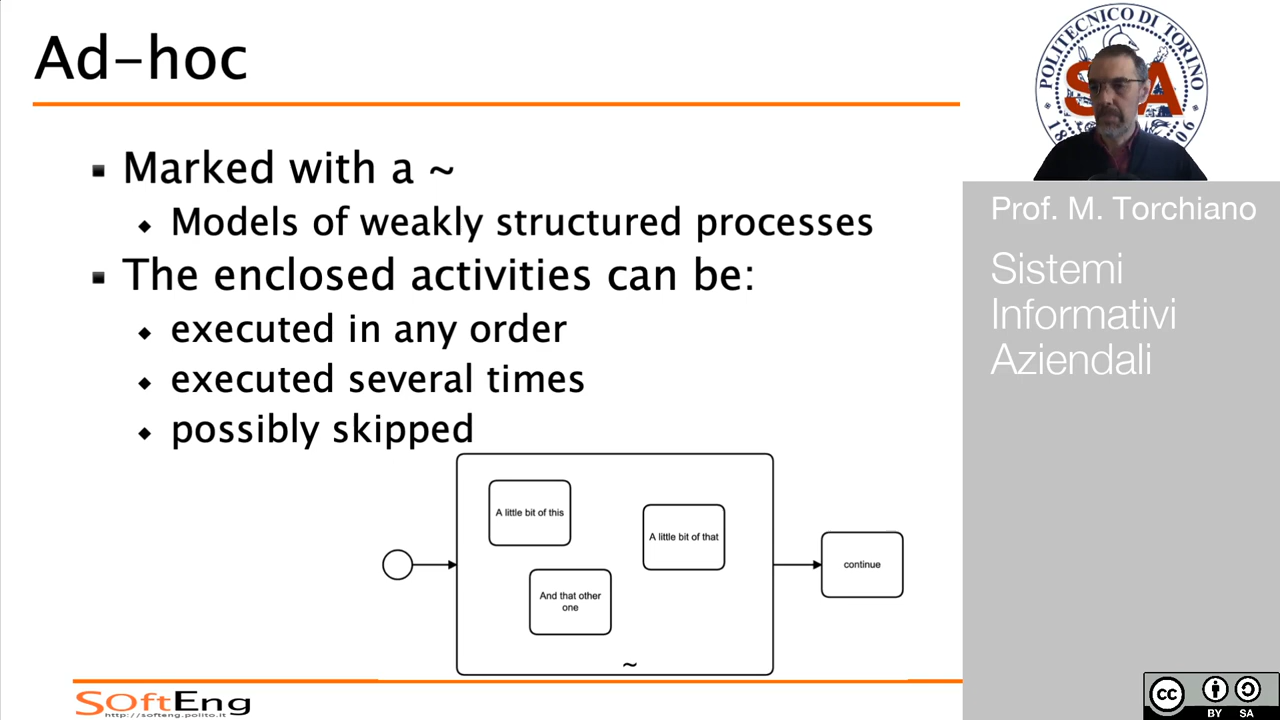 Ad-hoc
Marked with a ~
Models of weakly structured processes
The enclosed activities can be:
executed in any order
executed several times
possibly skipped
A little bit of this
A little bit of that
And that other
one
~
continue
SOftEng
http://softeng.polito.it
POLITECNICO DI TORINO
Prof. M. Torchiano
Sistemi
Informativi
Aziendali
cc
BY SA